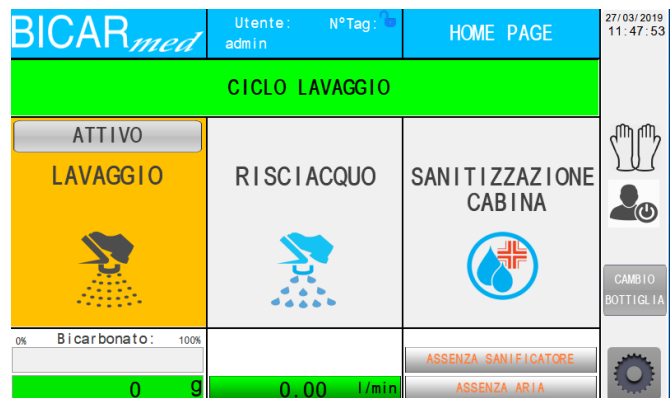 BICARmed
Utente: N°Tag:
admin
HOME PAGE
27/03/2019
11:47:53
CICLO LAVAGGIO
ATTIVO
LAVAGGIO
RISCIACQUO
SANITIZZAZIONE
CABINA
CAMBIO
BOTTIGLIA
0% Bicarbonato: 100%
ASSENZA SANIFICATORE
0 g
0.00 l/min
ASSENZA ARIA